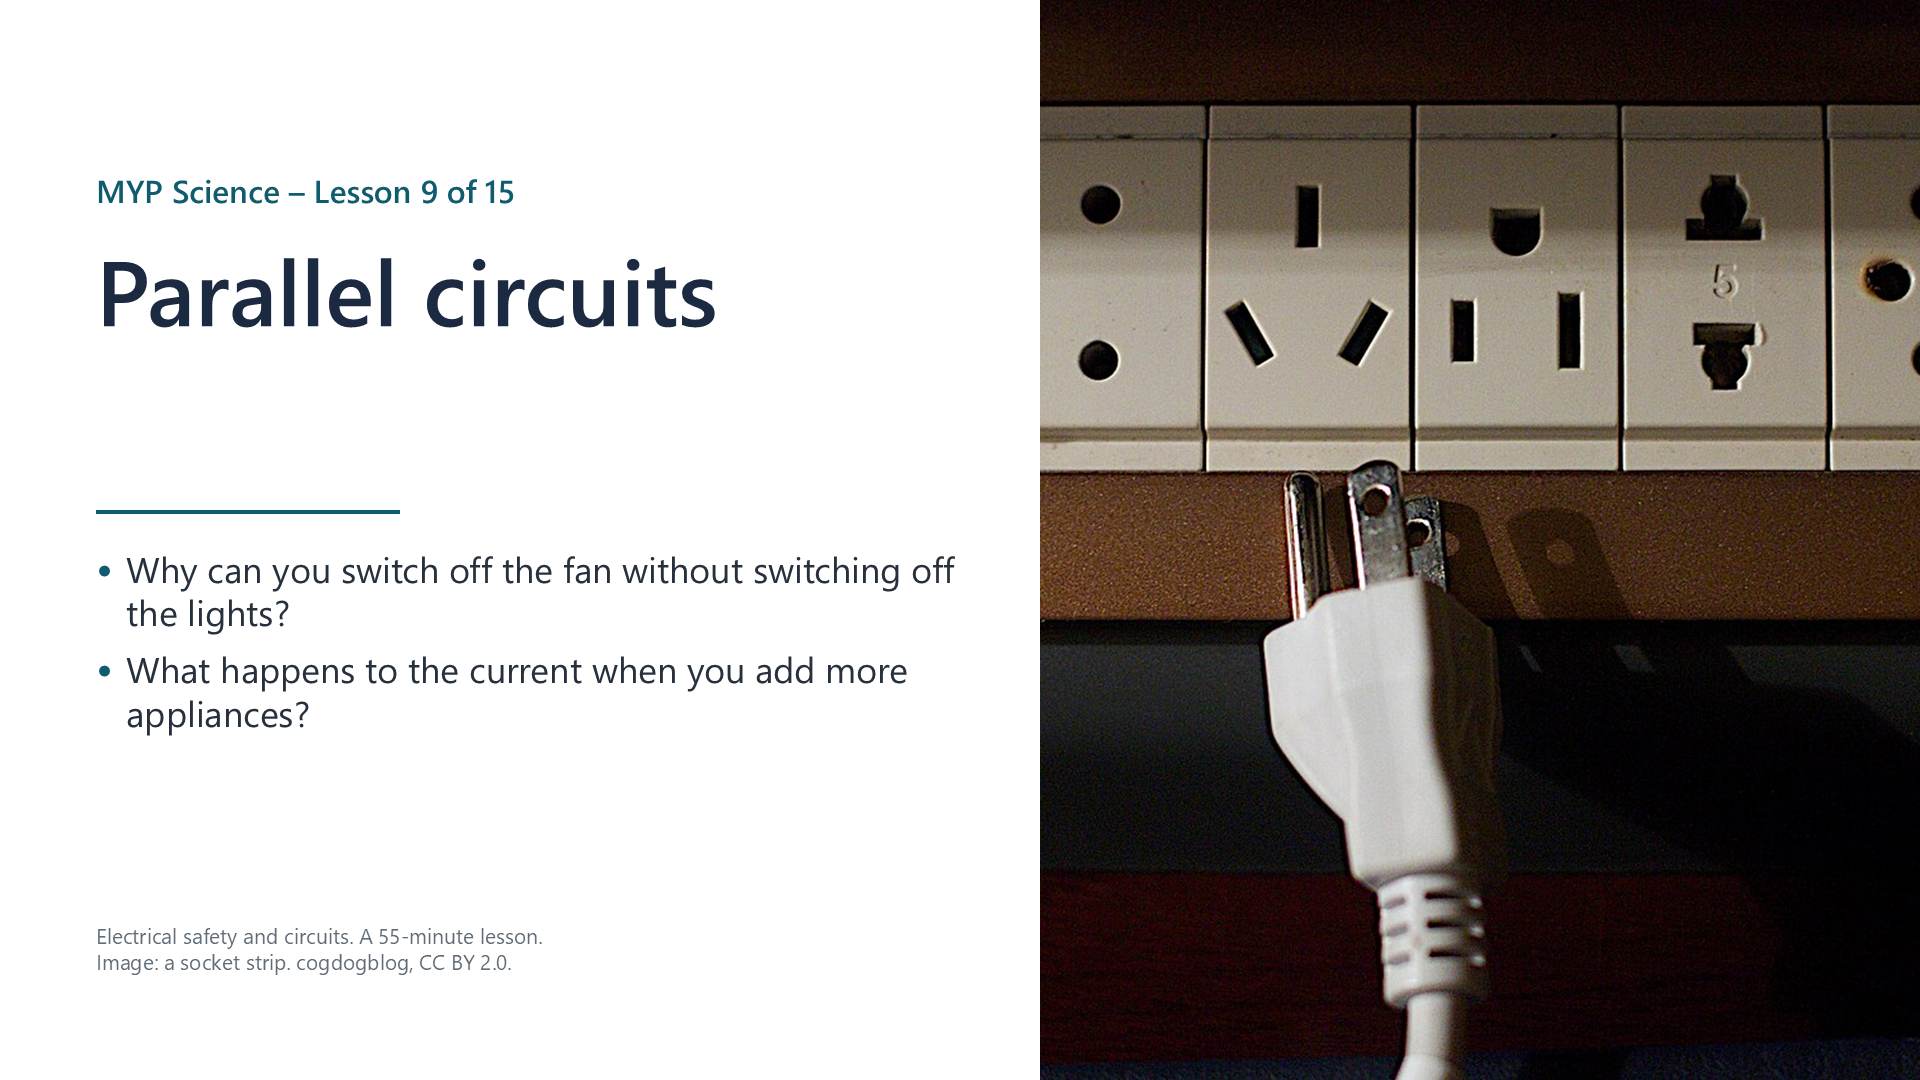 MYP Science – Lesson 9 of 15
Parallel circuits
• Why can you switch off the fan without switching off
the lights?
• What happens to the current when you add more
appliances?
Electrical safety and circuits. A 55-minute lesson.
Image: a socket strip. cogdogblog, CC BY 2.0.
5